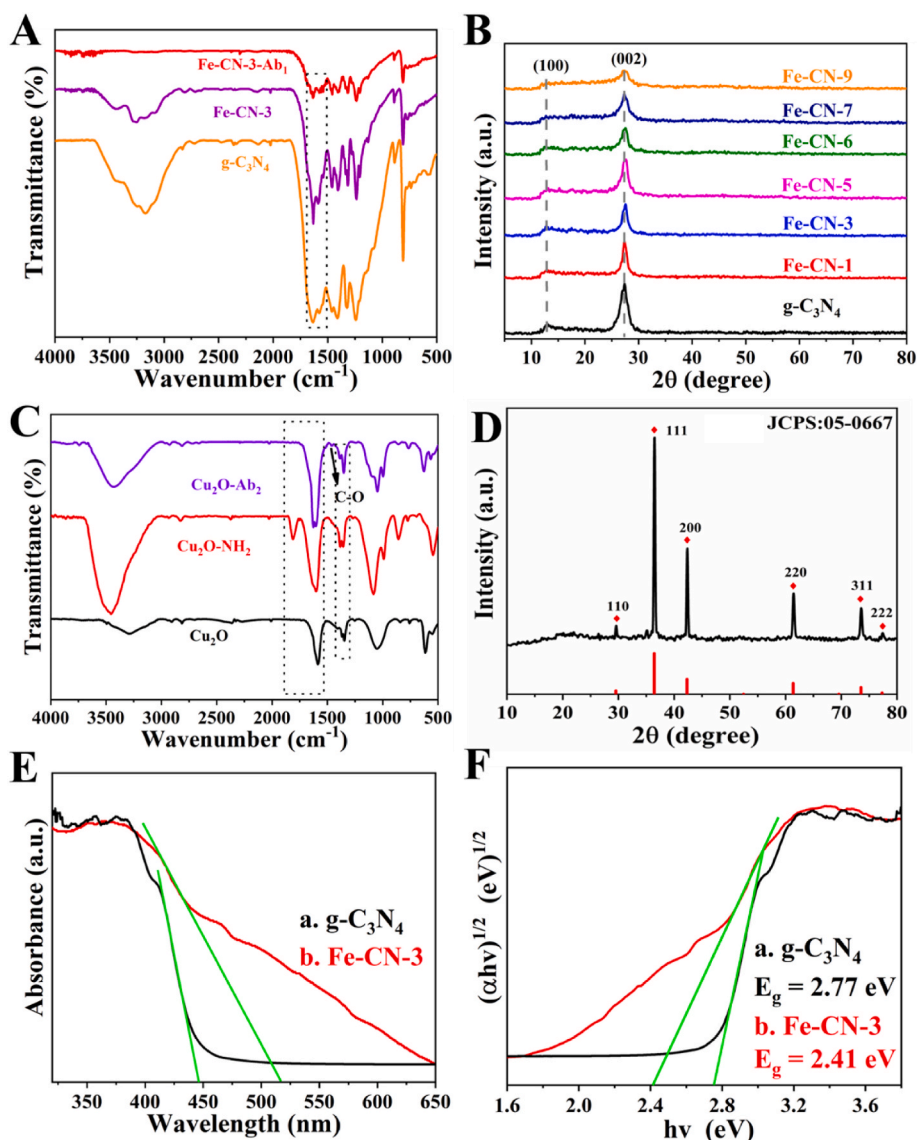 A
Fe-CN-3-Ab₁
Fe-CN-3
g-C₃N₄
Transmittance (%)
4000 3500 3000 2500 2000 1500 1000 500
Wavenumber (cm⁻¹)
B
(100)
(002)
Fe-CN-9
Fe-CN-7
Fe-CN-6
Fe-CN-5
Fe-CN-3
Fe-CN-1
g-C₃N₄
Intensity (a.u.)
10 20 30 40 50 60 70 80
2θ (degree)
C
Cu₂O-Ab₂
C-O
Cu₂O-NH₂
Cu₂O
Transmittance (%)
4000 3500 3000 2500 2000 1500 1000 500
Wavenumber (cm⁻¹)
D
JCPS:05-0667
111
200
220
311
110
222
Intensity (a.u.)
10 20 30 40 50 60 70 80
2θ (degree)
E
a. g-C₃N₄
b. Fe-CN-3
Absorbance (a.u.)
350 400 450 500 550 600 650
Wavelength (nm)
F
a. g-C₃N₄
E_g = 2.77 eV
b. Fe-CN-3
E_g = 2.41 eV
(αhv)¹/² (eV)¹/²
1.6 2.0 2.4 2.8 3.2 3.6
hv (eV)